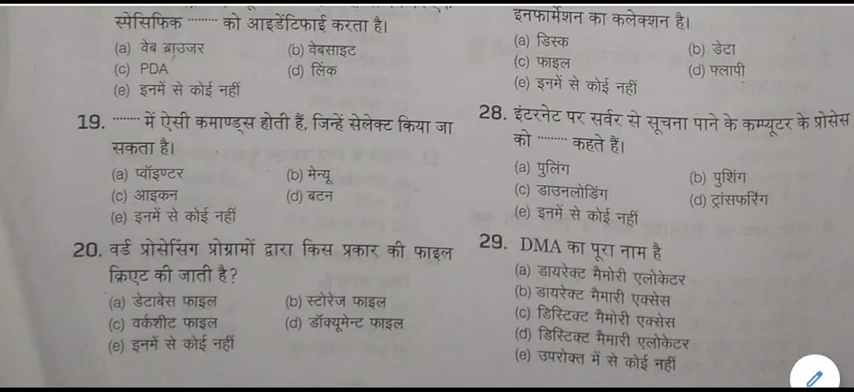 स्पेसिफिक ........ को आइडेंटिफाई करता है।
(a) वेब ब्राउजर (b) वेबसाइट
(c) PDA (d) लिंक
(e) इनमें से कोई नहीं
19. ........ में ऐसी कमाण्ड्स होती हैं, जिन्हें सेलेक्ट किया जा
सकता है।
(a) प्वॉइण्टर (b) मेन्यू
(c) आइकन (d) बटन
(e) इनमें से कोई नहीं
20. वर्ड प्रोसेसिंग प्रोग्रामों द्वारा किस प्रकार की फाइल
क्रिएट की जाती है?
(a) डेटाबेस फाइल (b) स्टोरेज फाइल
(c) वर्कशीट फाइल (d) डॉक्यूमेन्ट फाइल
(e) इनमें से कोई नहीं
इनफार्मेशन का कलेक्शन है।
(a) डिस्क (b) डेटा
(c) फाइल (d) फ्लापी
(e) इनमें से कोई नहीं
28. इंटरनेट पर सर्वर से सूचना पाने के कम्प्यूटर के प्रोसेस
को ........ कहते हैं।
(a) पुलिंग (b) पुशिंग
(c) डाउनलोडिंग (d) ट्रांसफरिंग
(e) इनमें से कोई नहीं
29. DMA का पूरा नाम है
(a) डायरेक्ट मैमोरी एलोकेटर
(b) डायरेक्ट मैमारी एक्सेस
(c) डिस्टिक्ट मैमोरी एक्सेस
(d) डिस्टिक्ट मैमारी एलोकेटर
(e) उपरोक्त में से कोई नहीं